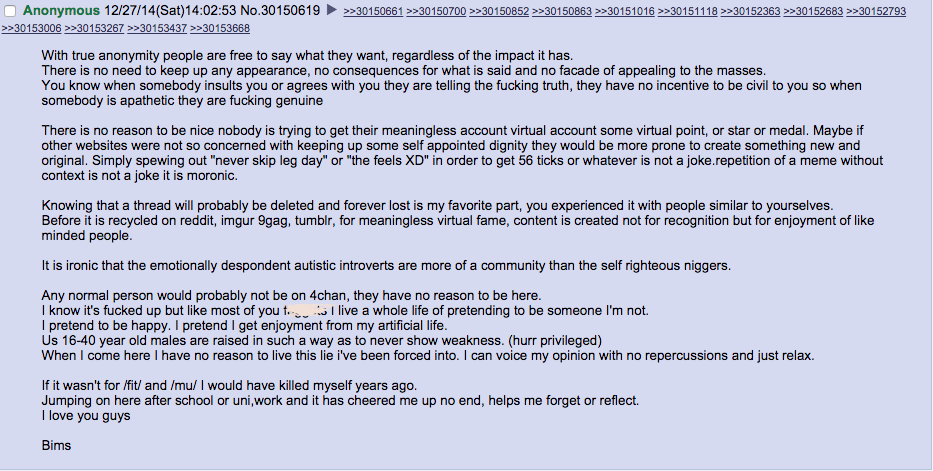 Anonymous 12/27/14(Sat)14:02:53 No.30150619 ▶ >>30150661 >>30150700 >>30150852 >>30150863 >>30151016 >>30151118 >>30152363 >>30152683 >>30152793
>>30153006 >>30153267 >>30153437 >>30153668
With true anonymity people are free to say what they want, regardless of the impact it has.
There is no need to keep up any appearance, no consequences for what is said and no facade of appealing to the masses.
You know when somebody insults you or agrees with you they are telling the fucking truth, they have no incentive to be civil to you so when
somebody is apathetic they are fucking genuine
There is no reason to be nice nobody is trying to get their meaningless account virtual account some virtual point, or star or medal. Maybe if
other websites were not so concerned with keeping up some self appointed dignity they would be more prone to create something new and
original. Simply spewing out "never skip leg day" or "the feels XD" in order to get 56 ticks or whatever is not a joke.repetition of a meme without
context is not a joke it is moronic.
Knowing that a thread will probably be deleted and forever lost is my favorite part, you experienced it with people similar to yourselves.
Before it is recycled on reddit, imgur 9gag, tumblr, for meaningless virtual fame, content is created not for recognition but for enjoyment of like
minded people.
It is ironic that the emotionally despondent autistic introverts are more of a community than the self righteous niggers.
Any normal person would probably not be on 4chan, they have no reason to be here.
I know it's fucked up but like most of you I live a whole life of pretending to be someone I'm not.
I pretend to be happy. I pretend I get enjoyment from my artificial life.
Us 16-40 year old males are raised in such a way as to never show weakness. (hurr privileged)
When I come here I have no reason to live this lie i've been forced into. I can voice my opinion with no repercussions and just relax.
If it wasn't for /fit/ and /mu/ I would have killed myself years ago.
Jumping on here after school or uni,work and it has cheered me up no end, helps me forget or reflect.
I love you guys
Bims